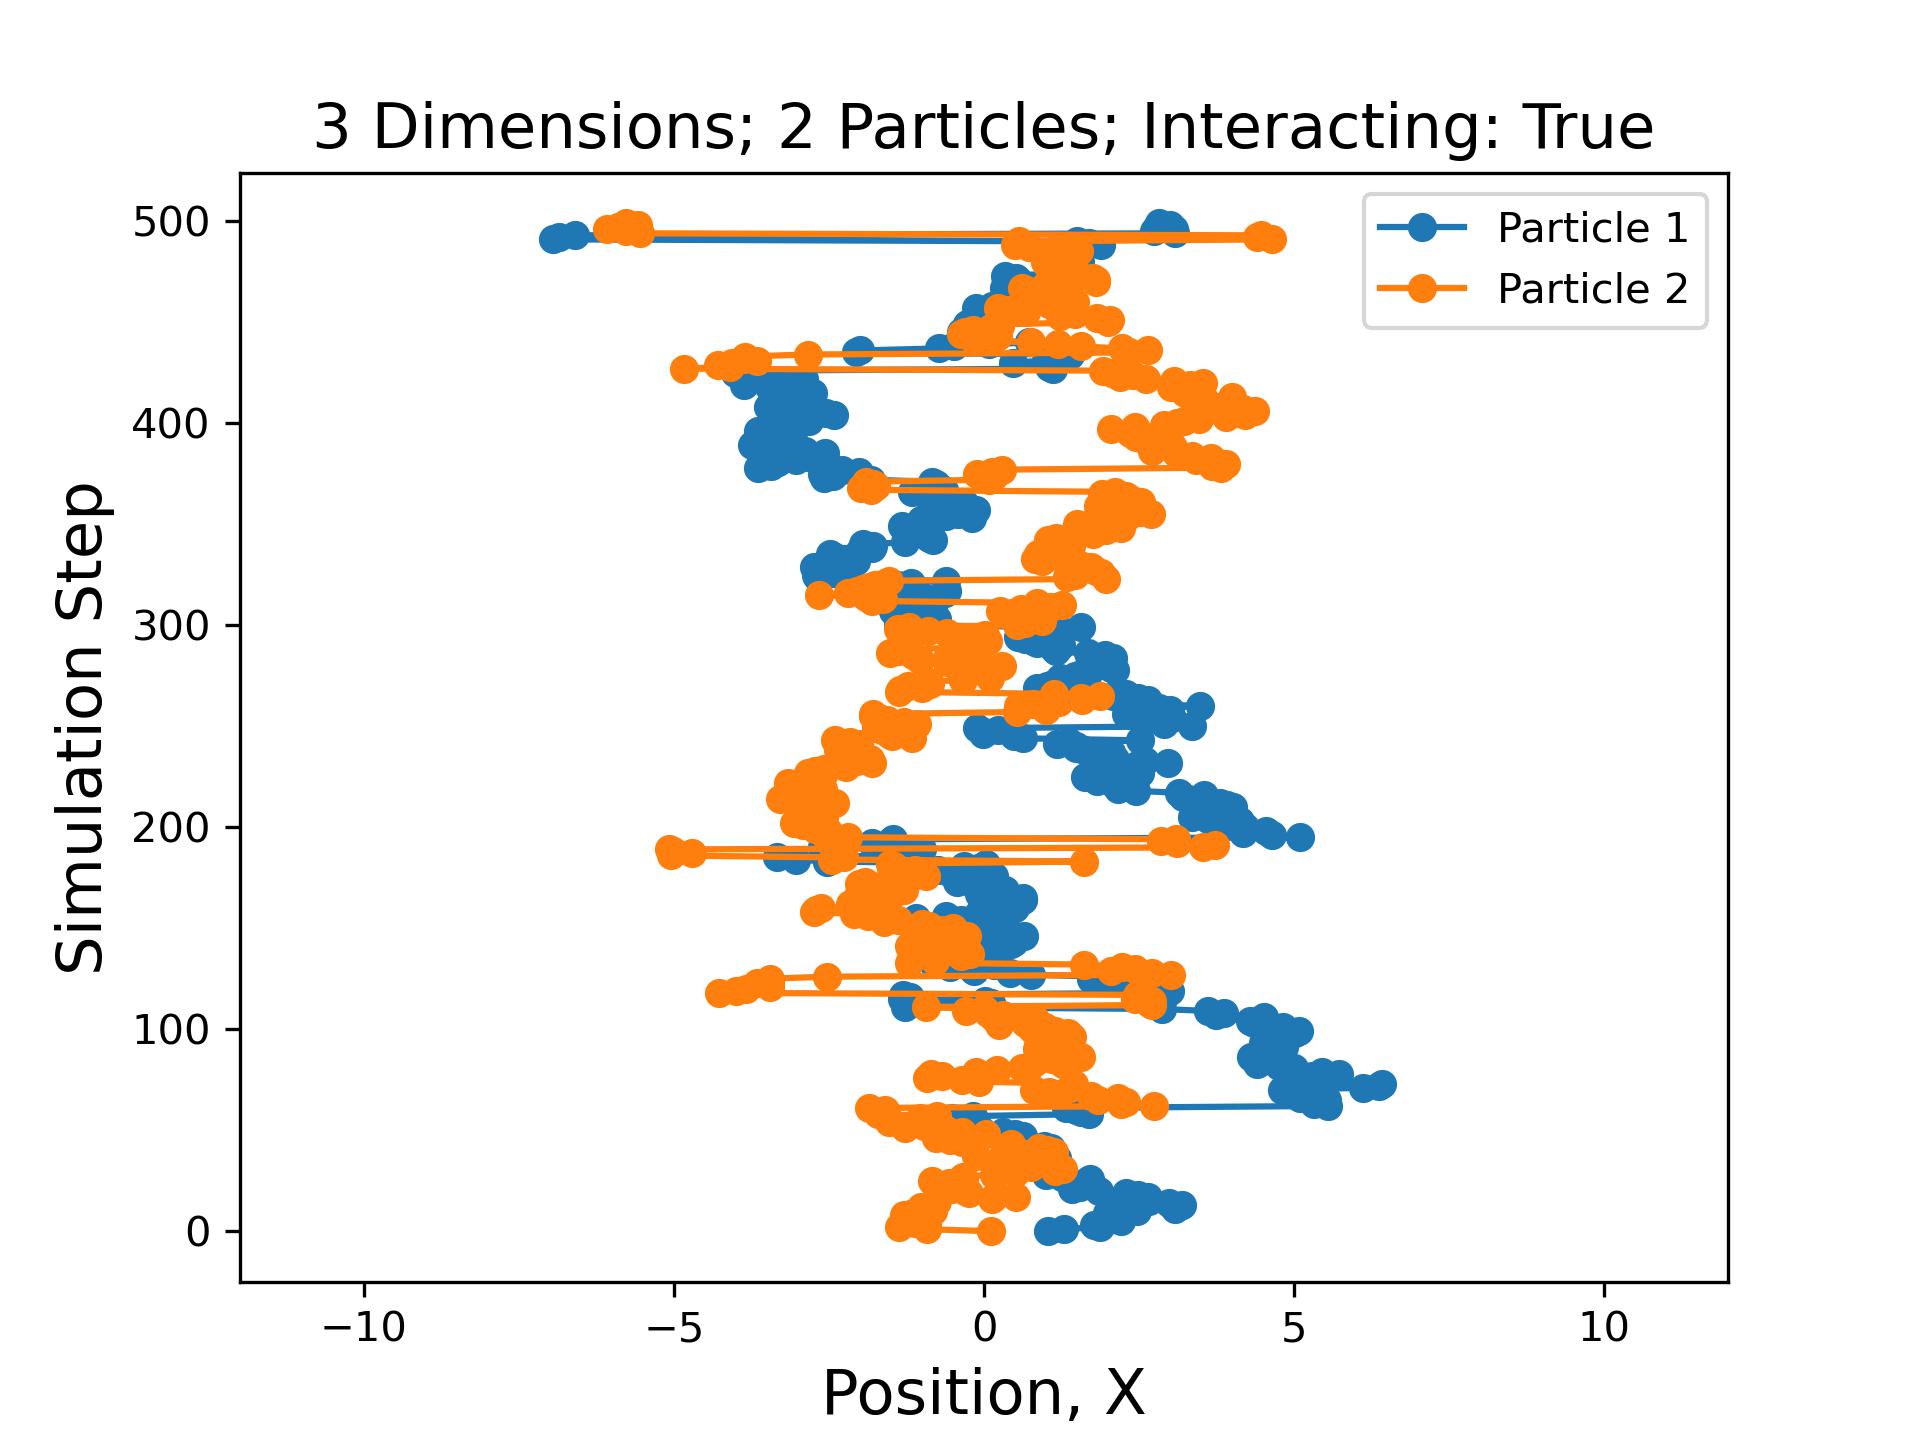 3 Dimensions; 2 Particles; Interacting: True
Particle 1
Particle 2
Simulation Step
500
400
300
200
100
0
−10
−5
0
5
10
Position, X